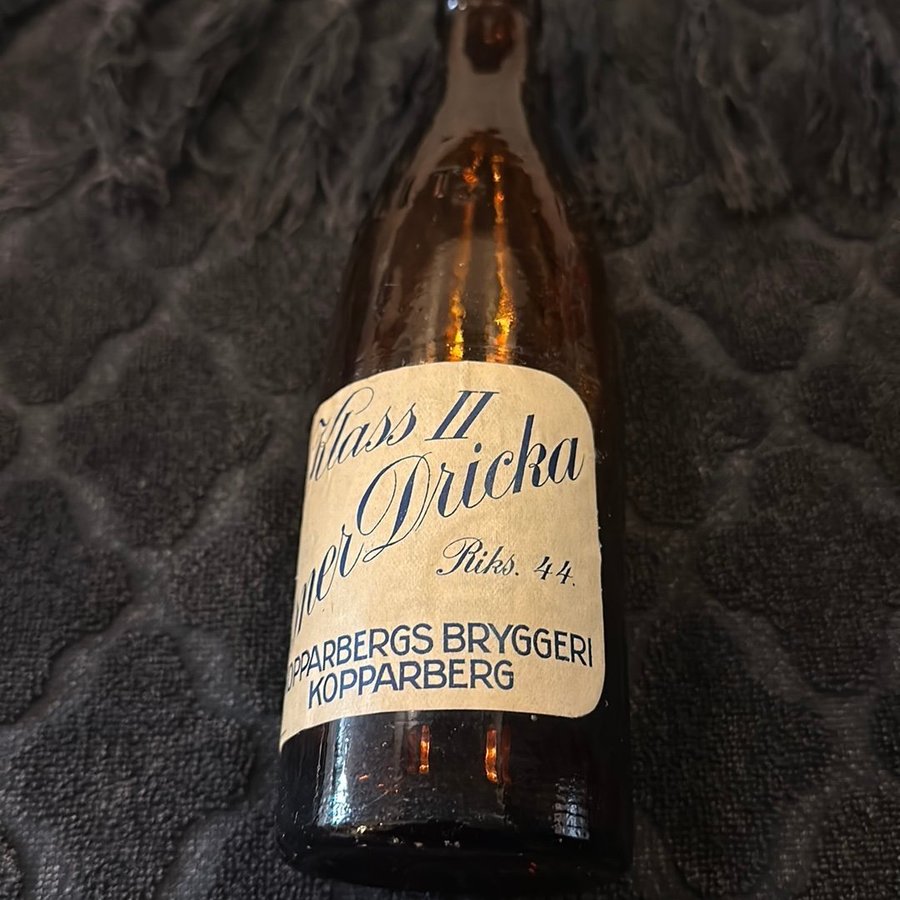 Klass II
Dricka
Riks. 44.
KOPPARBERGS BRYGGERI
KOPPARBERG